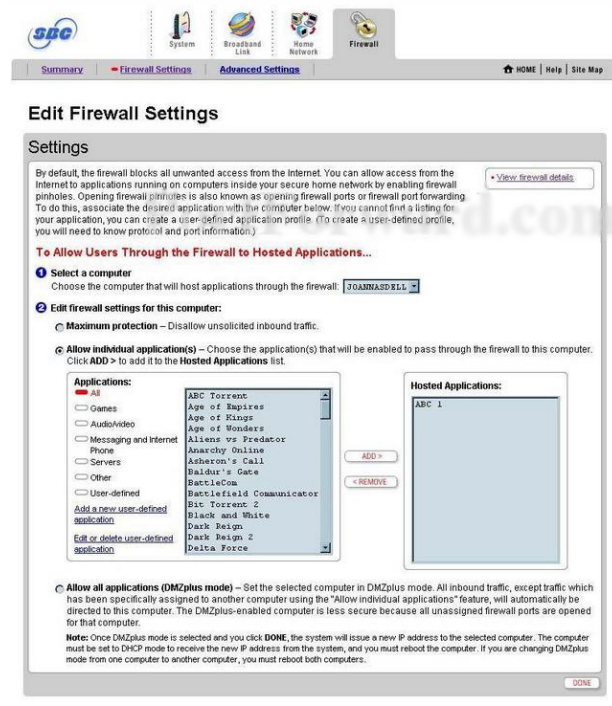 SBC
System
Broadband Link
Home Network
Firewall
Summary
Firewall Settings
Advanced Settings
HOME | Help | Site Map
Edit Firewall Settings
Settings
By default, the firewall blocks all unwanted access from the Internet. You can allow access from the
Internet to applications running on computers inside your secure home network by enabling firewall
pinholes. Opening firewall pinholes is also known as opening firewall ports or firewall port forwarding.
To do this, associate the desired application with the computer below. If you cannot find a listing for
your application, you can create a user-defined application profile. (To create a user-defined profile,
you will need to know protocol and port information.)
View firewall details
To Allow Users Through the Firewall to Hosted Applications...
1 Select a computer
Choose the computer that will host applications through the firewall: JOANNASDELL
2 Edit firewall settings for this computer:
Maximum protection – Disallow unsolicited inbound traffic.
Allow individual application(s) – Choose the application(s) that will be enabled to pass through the firewall to this computer.
Click ADD > to add it to the Hosted Applications list.
Applications:
All
Games
Audio/video
Messaging and Internet
Phone
Servers
Other
User-defined
Add a new user-defined
application
Edit or delete user-defined
application
ABC Torrent
Age of Empires
Age of Kings
Age of Wonders
Aliens vs Predator
Anarchy Online
Asheron's Call
Baldur's Gate
BattleCom
Battlefield Communicator
Bit Torrent 2
Black and White
Dark Reign
Dark Reign 2
Delta Force
ADD >
< REMOVE
Hosted Applications:
ABC 1
Allow all applications (DMZplus mode) – Set the selected computer in DMZplus mode. All inbound traffic, except traffic which
has been specifically assigned to another computer using the "Allow individual applications" feature, will automatically be
directed to this computer. The DMZplus-enabled computer is less secure because all unassigned firewall ports are opened
for that computer.
Note: Once DMZplus mode is selected and you click DONE, the system will issue a new IP address to the selected computer. The computer
must be set to DHCP mode to receive the new IP address from the system, and you must reboot the computer. If you are changing DMZplus
mode from one computer to another computer, you must reboot both computers.
DONE